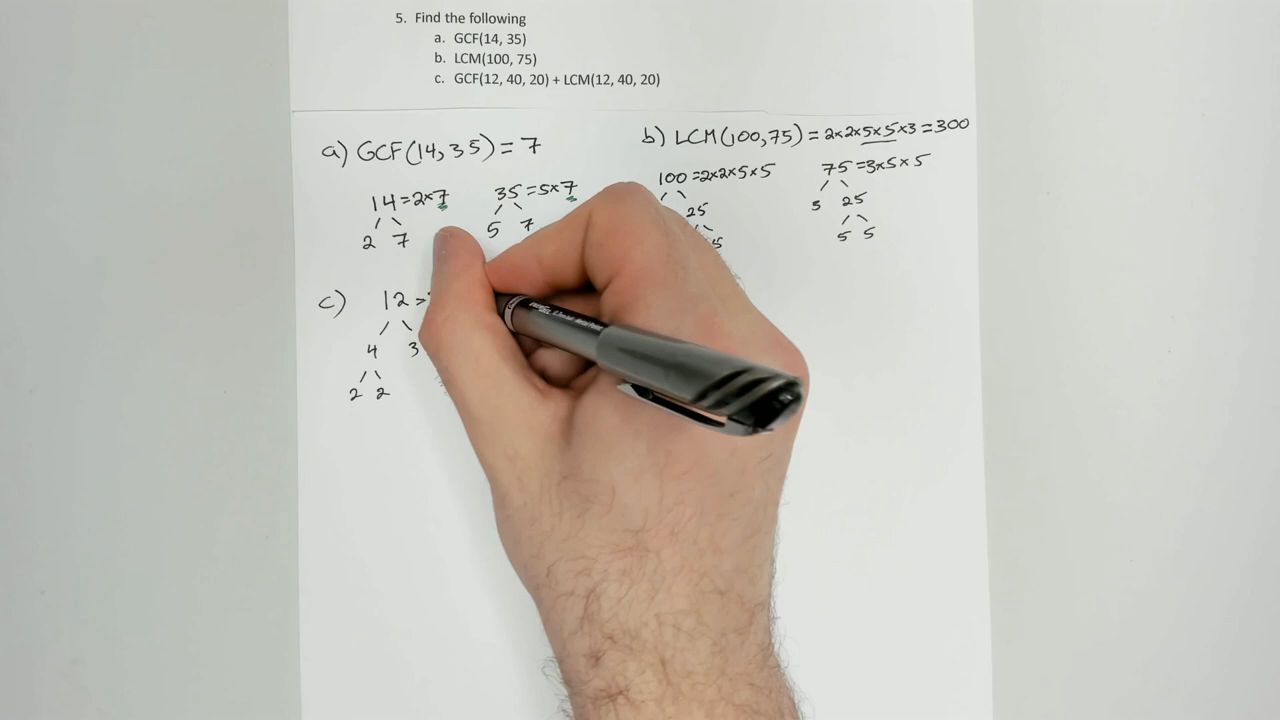 5. Find the following
a. GCF(14, 35)
b. LCM(100, 75)
c. GCF(12, 40, 20) + LCM(12, 40, 20)
a) GCF(14,35) = 7
14 = 2×7
2 7
35 = 5×7
5 7
b) LCM(100,75) = 2×2×5×5×3 = 300
100 = 2×2×5×5
25
5
75 = 3×5×5
3 25
5 5
c) 12 =
4 3
2 2